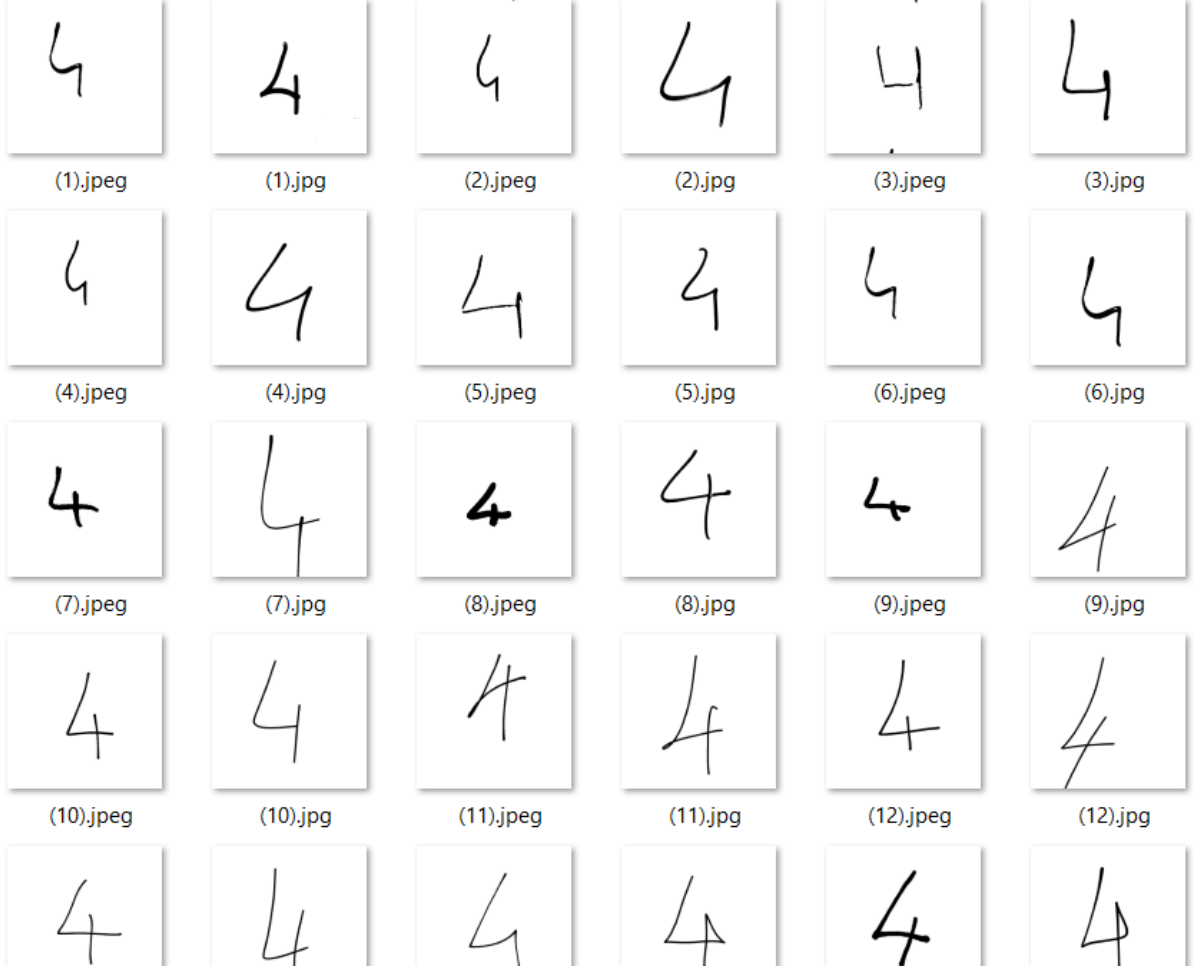 4 4 4 4 4 4
(1).jpeg (1).jpg (2).jpeg (2).jpg (3).jpeg (3).jpg
4 4 4 4 4 4
(4).jpeg (4).jpg (5).jpeg (5).jpg (6).jpeg (6).jpg
4 4 4 4 4 4
(7).jpeg (7).jpg (8).jpeg (8).jpg (9).jpeg (9).jpg
4 4 4 4 4 4
(10).jpeg (10).jpg (11).jpeg (11).jpg (12).jpeg (12).jpg
4 4 4 4 4 4